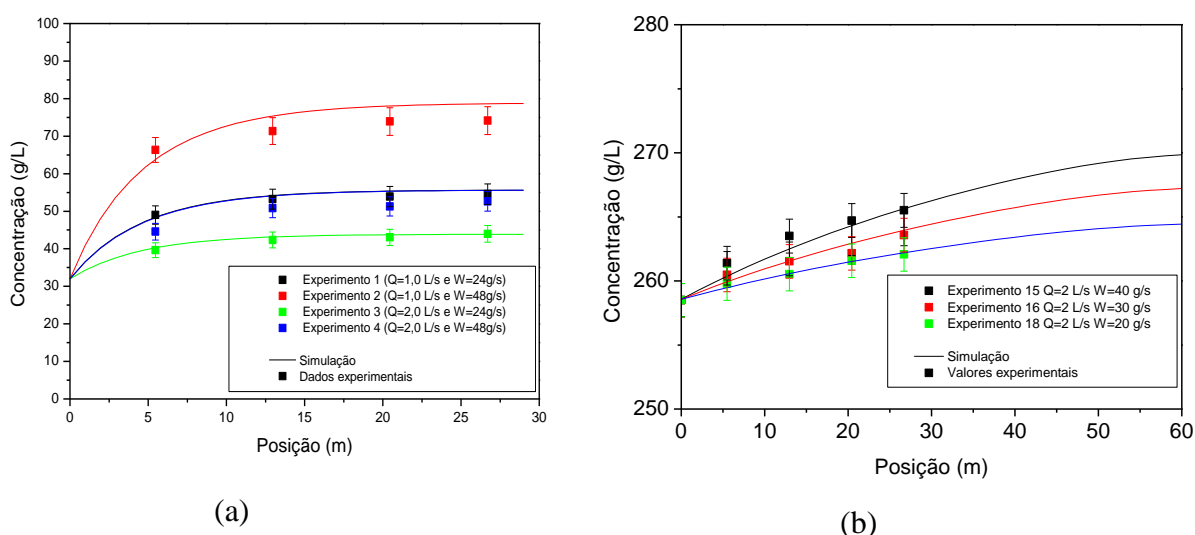 100
90
80
70
60
50
40
30
20
10
0
Concentração (g/L)
Experimento 1 (Q=1,0 L/s e W=24g/s)
Experimento 2 (Q=1,0 L/s e W=48g/s)
Experimento 3 (Q=2,0 L/s e W=24g/s)
Experimento 4 (Q=2,0 L/s e W=48g/s)
Simulação
Dados experimentais
0 5 10 15 20 25 30
Posição (m)
(a)
280
270
260
250
Concentração (g/L)
Experimento 15 Q=2 L/s W=40 g/s
Experimento 16 Q=2 L/s W=30 g/s
Experimento 18 Q=2 L/s W=20 g/s
Simulação
Valores experimentais
0 10 20 30 40 50 60
Posição (m)
(b)